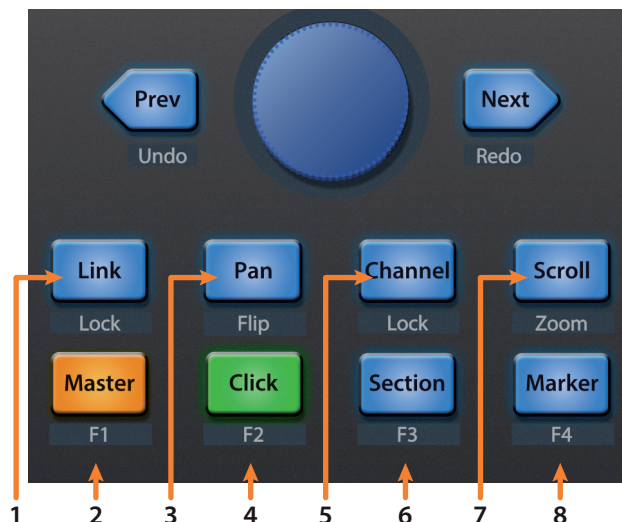 Prev Next
Undo Redo
Link Pan Channel Scroll
Lock Flip Lock Zoom
Master Click Section Marker
F1 F2 F3 F4
1 2 3 4 5 6 7 8